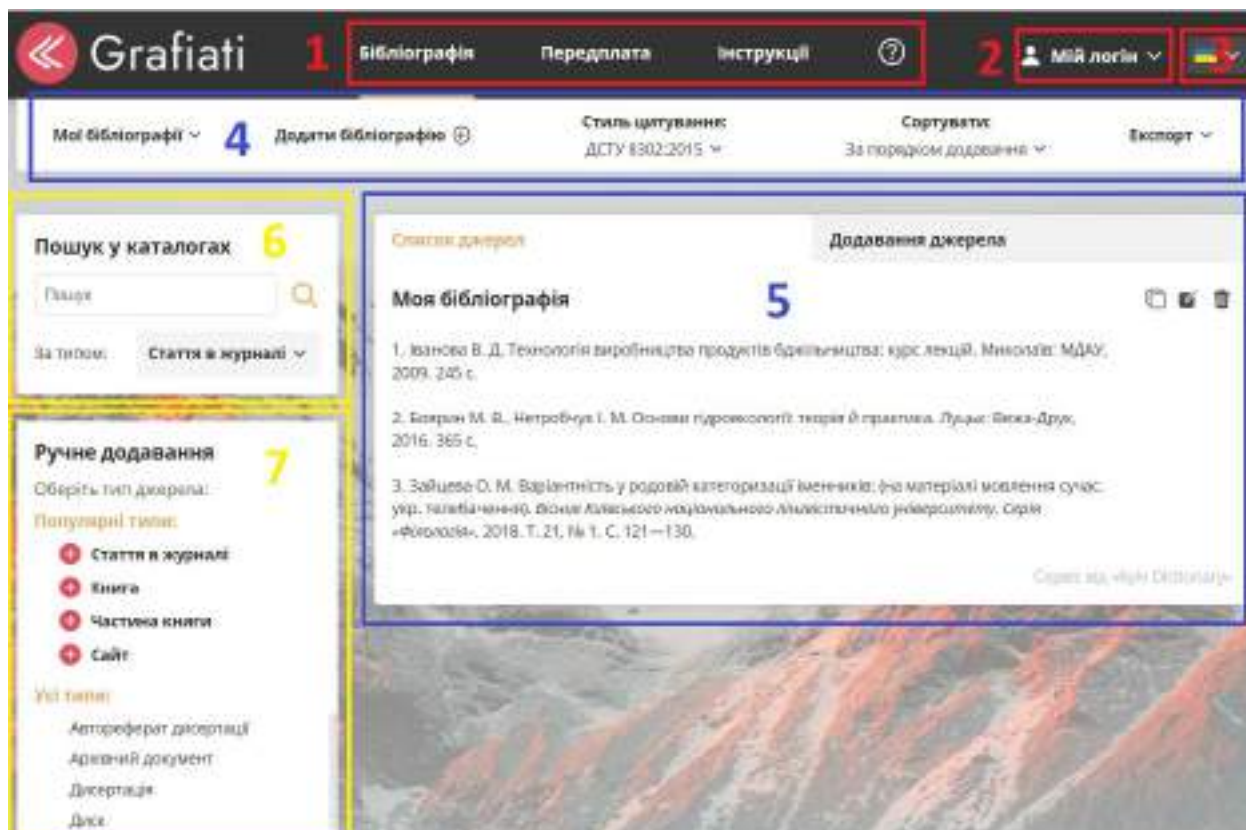 Grafiati
1
Бібліографія Передплата Інструкції ?
2
Мій логін
3
Мої бібліографії
4
Додати бібліографію
Стиль цитування:
ДСТУ 8302:2015
Сортувати:
За порядком додавання
Експорт
Пошук у каталогах
6
Пошук
За типом: Стаття в журналі
Ручне додавання
7
Оберіть тип джерела:
Популярні типи:
Стаття в журналі
Книга
Частина книги
Сайт
Усі типи:
Автореферат дисертації
Архівний документ
Дисертація
Диск
Список джерел
Додавання джерела
Моя бібліографія
5
1. Іванова В. Д. Технологія виробництва продуктів бджільництва: курс лекцій. Миколаїв: МДАУ,
2009. 245 с.
2. Боярин М. В., Нетробчук І. М. Основи гідроекології: теорія й практика. Луцьк: Вежа-Друк,
2016. 365 с.
3. Зайцева О. М. Варіантність у родовій категоризації іменників: (на матеріалі мовлення сучас.
укр. телебачення). Вісник Київського національного лінгвістичного університету. Серія
«Філологія». 2018. Т. 21, № 1. С. 121—130.
Сервіс від «Dictionary»